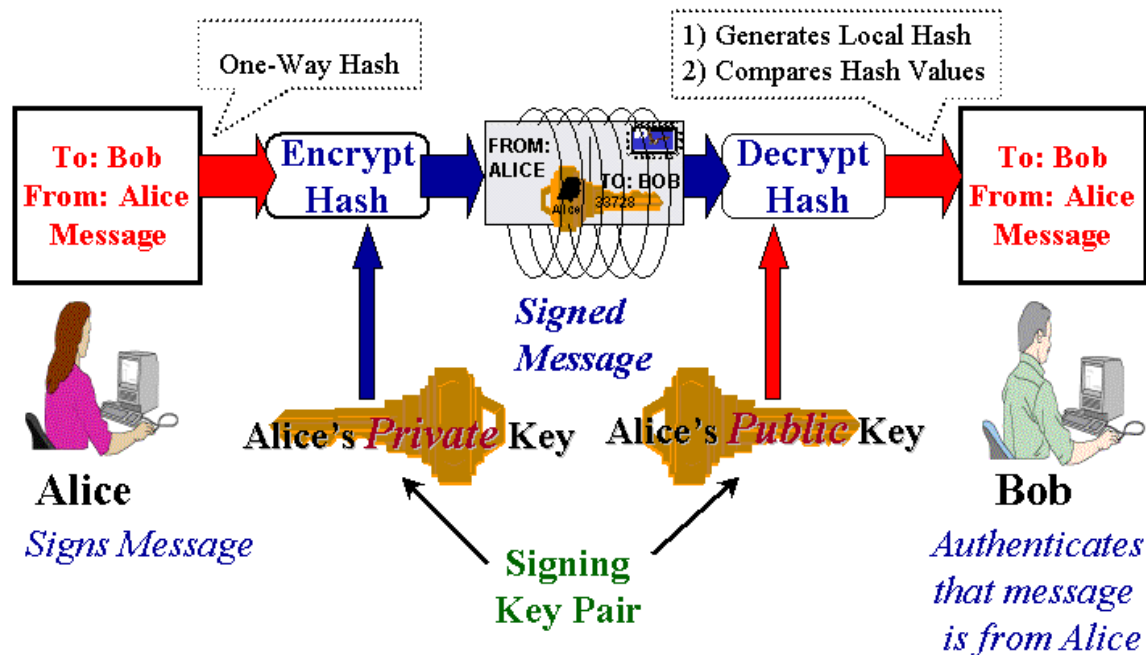 One-Way Hash
1) Generates Local Hash
2) Compares Hash Values
To: Bob
From: Alice
Message
Encrypt
Hash
FROM:
ALICE
TO: BOB
Alice
33728
Decrypt
Hash
To: Bob
From: Alice
Message
Signed
Message
Alice's Private Key
Alice's Public Key
Alice
Signs Message
Signing
Key Pair
Bob
Authenticates
that message
is from Alice